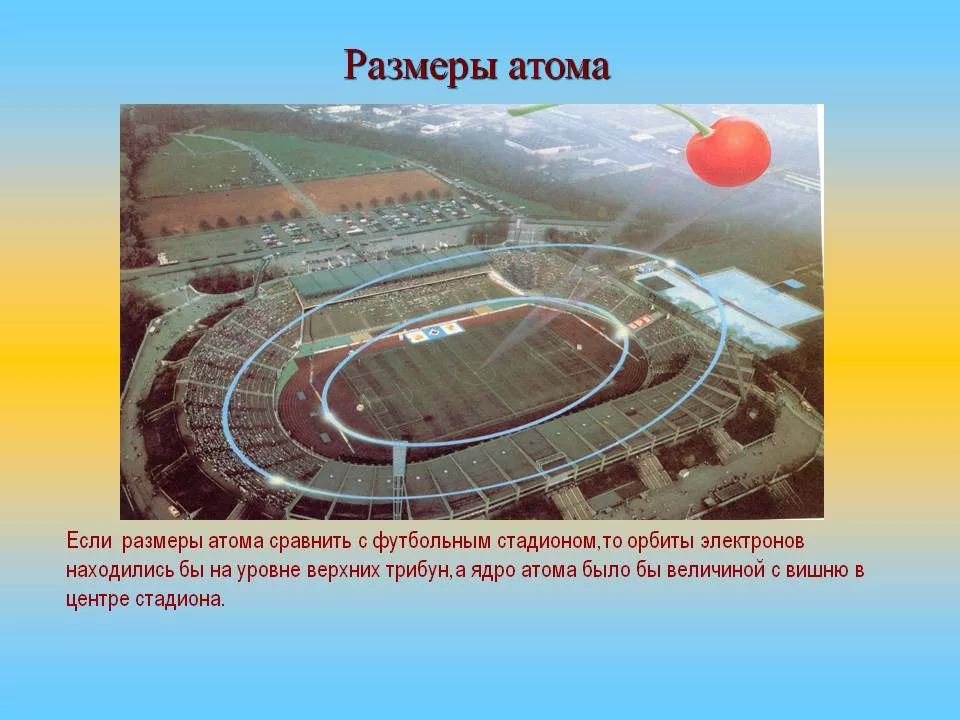 Размеры атома
Если размеры атома сравнить с футбольным стадионом,то орбиты электронов
находились бы на уровне верхних трибун,а ядро атома было бы величиной с вишню в
центре стадиона.